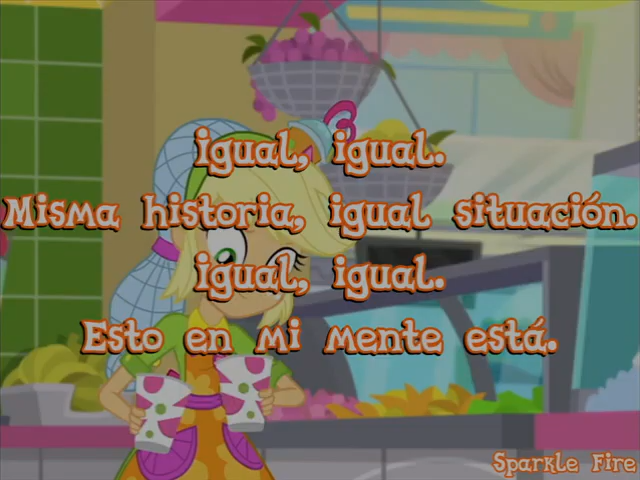 igual, igual.
Misma historia, igual situación.
igual, igual.
Esto en mi mente está.
Sparkle Fire